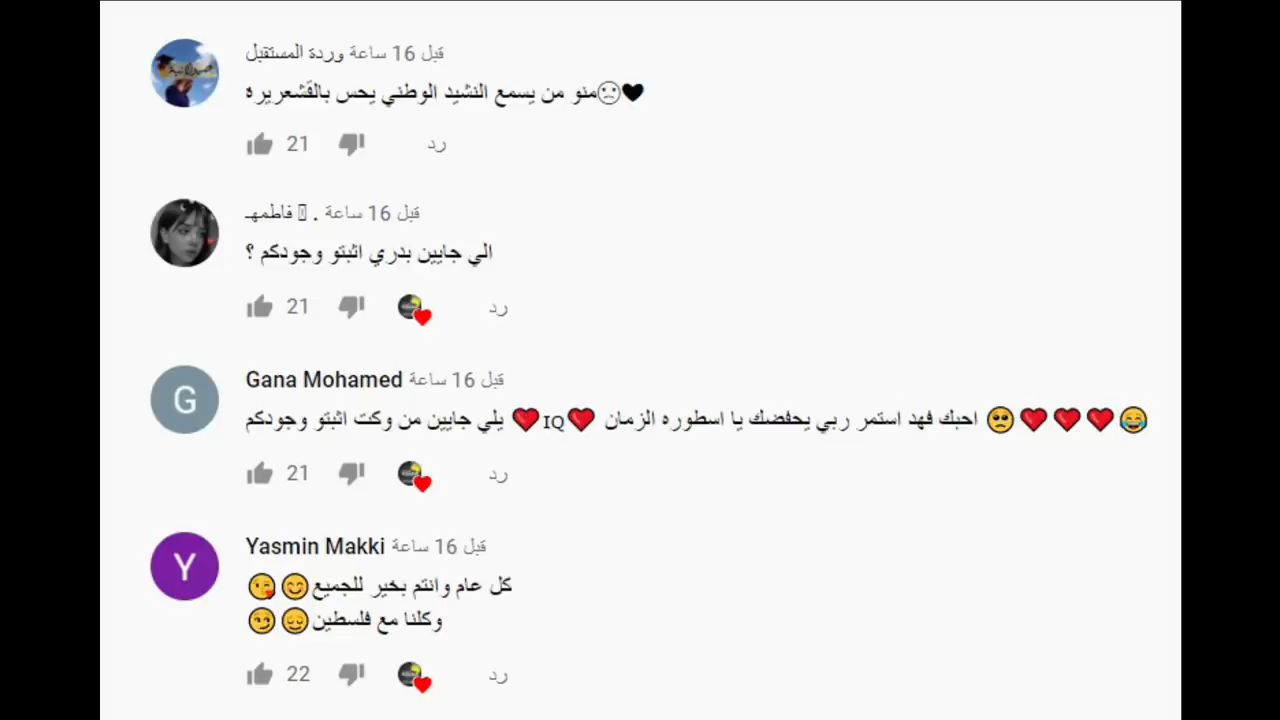 وردة المستقبل قبل 16 ساعة
منو من يسمع النشيد الوطني يحس بالقشعريره☹🖤
21 رد
فاطمهـ . قبل 16 ساعة
الي جايين بدري اثبتو وجودكم ؟
21 رد
Gana Mohamed قبل 16 ساعة
يلي جايين من وكت اثبتو وجودكم ❤️IQ❤️ احبك فهد استمر ربي يحفضك يا اسطوره الزمان 🥺❤️❤️❤️😂
G
21 رد
Yasmin Makki قبل 16 ساعة
كل عام وانتم بخير للجميع😊😘
Y
وكلنا مع فلسطين😔😏
22 رد